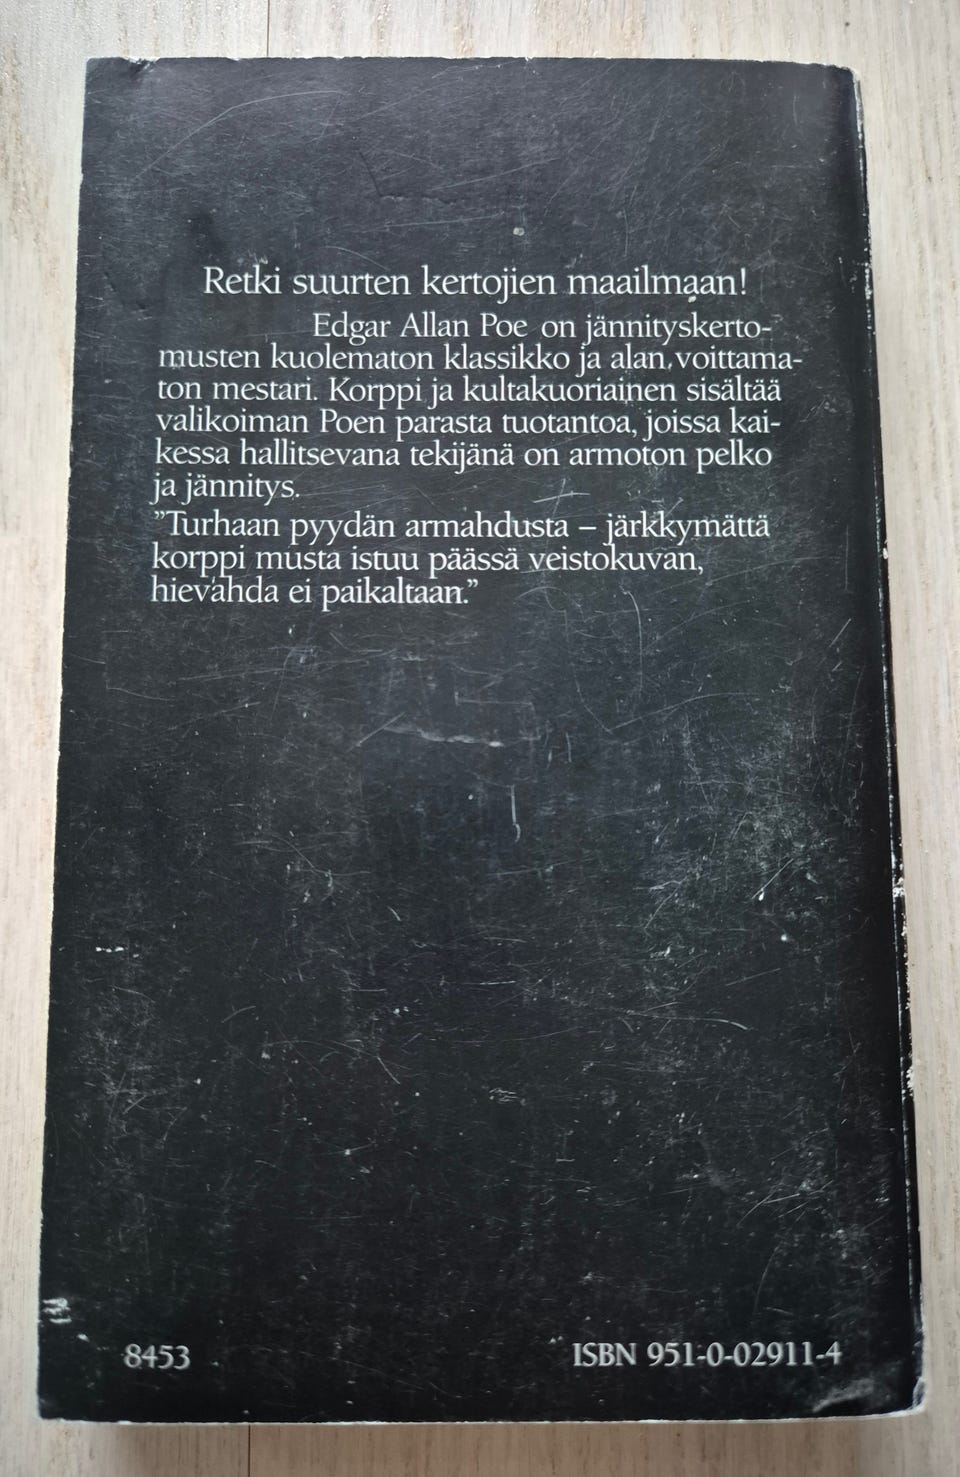 Retki suurten kertojien maailmaan!
Edgar Allan Poe on jännityskerto-
musten kuolematon klassikko ja alan voittama-
ton mestari. Korppi ja kultakuoriainen sisältää
valikoiman Poen parasta tuotantoa, joissa kai-
kessa hallitsevana tekijänä on armoton pelko
ja jännitys.
”Turhaan pyydän armahdusta – järkkymättä
korppi musta istuu päässä veistokuvan,
hievahda ei paikaltaan.”
8453
ISBN 951-0-02911-4